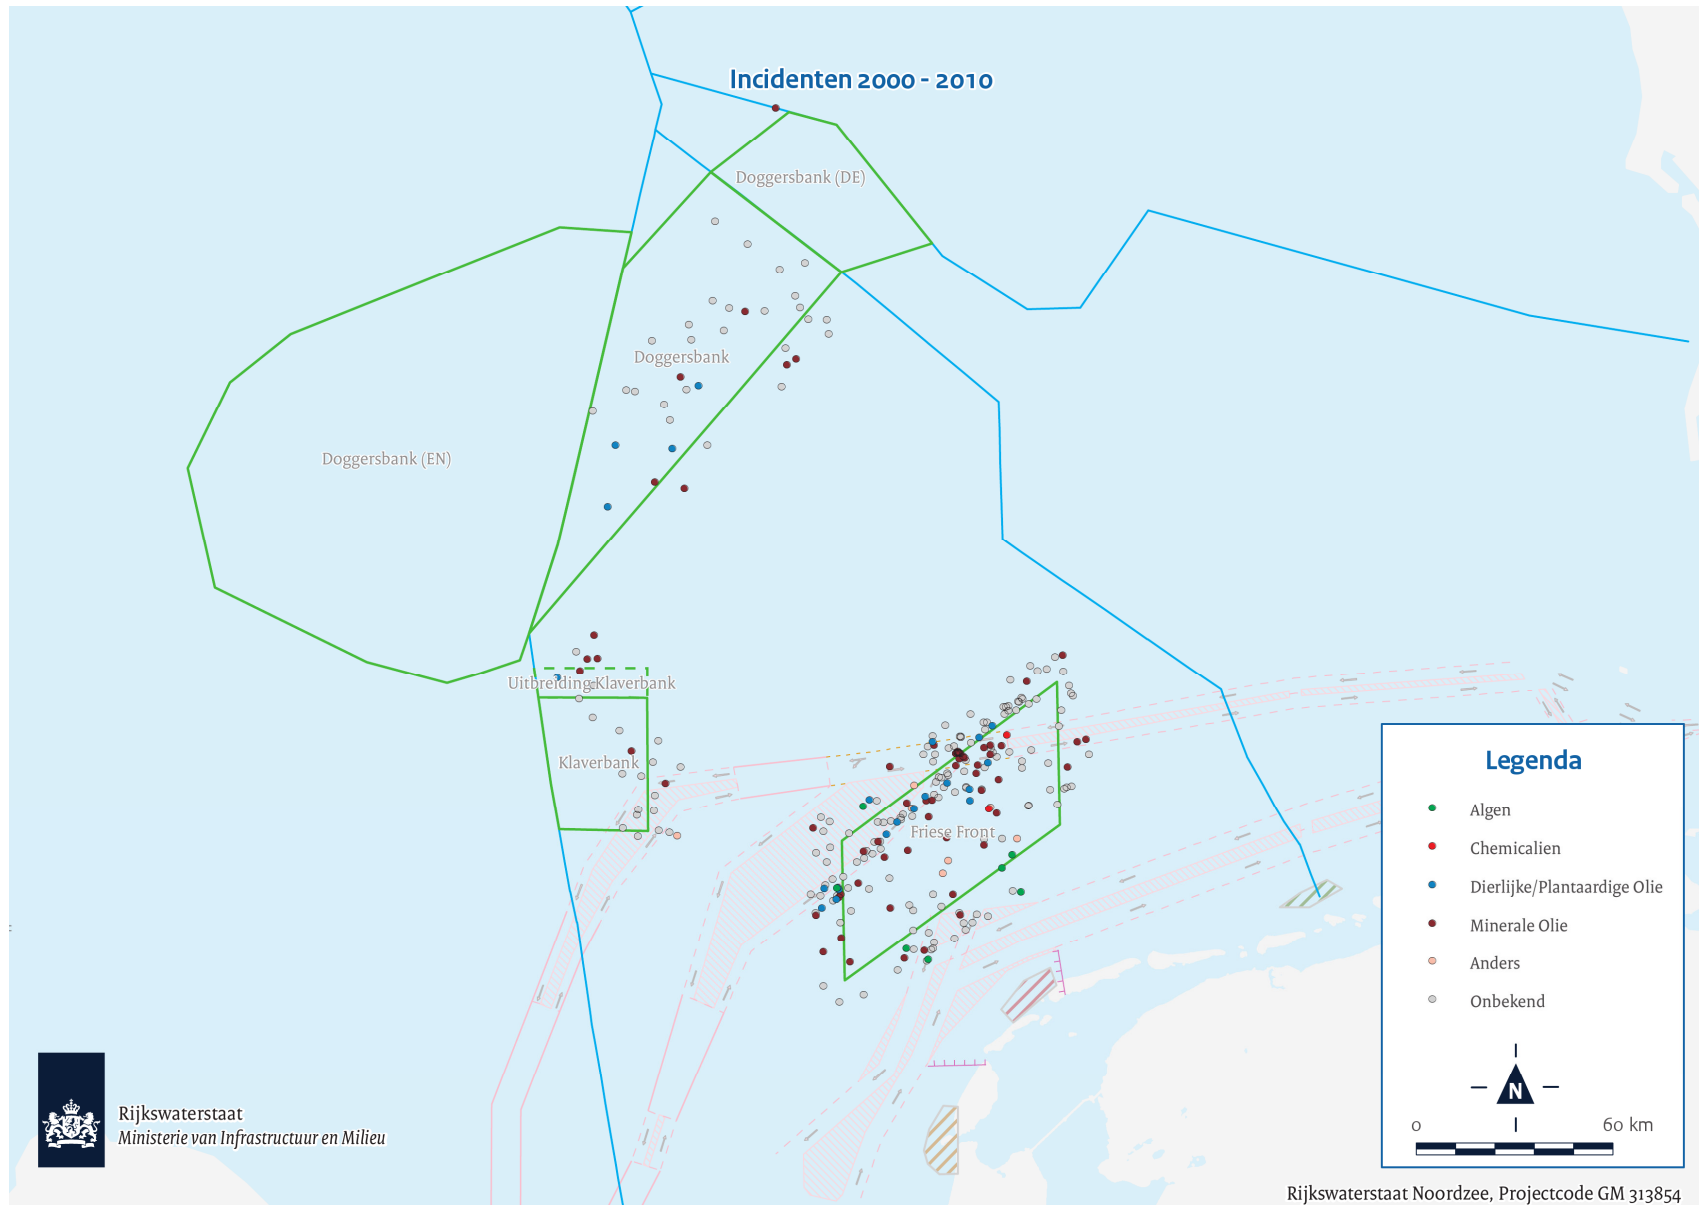 Incidenten 2000 - 2010
Doggersbank (DE)
Doggersbank
Doggersbank (EN)
Uitbreiding Klaverbank
Klaverbank
Friese Front
Legenda
Algen
Chemicalien
Dierlijke/Plantaardige Olie
Minerale Olie
Anders
Onbekend
N
0 60 km
Rijkswaterstaat
Ministerie van Infrastructuur en Milieu
Rijkswaterstaat Noordzee, Projectcode GM 313854